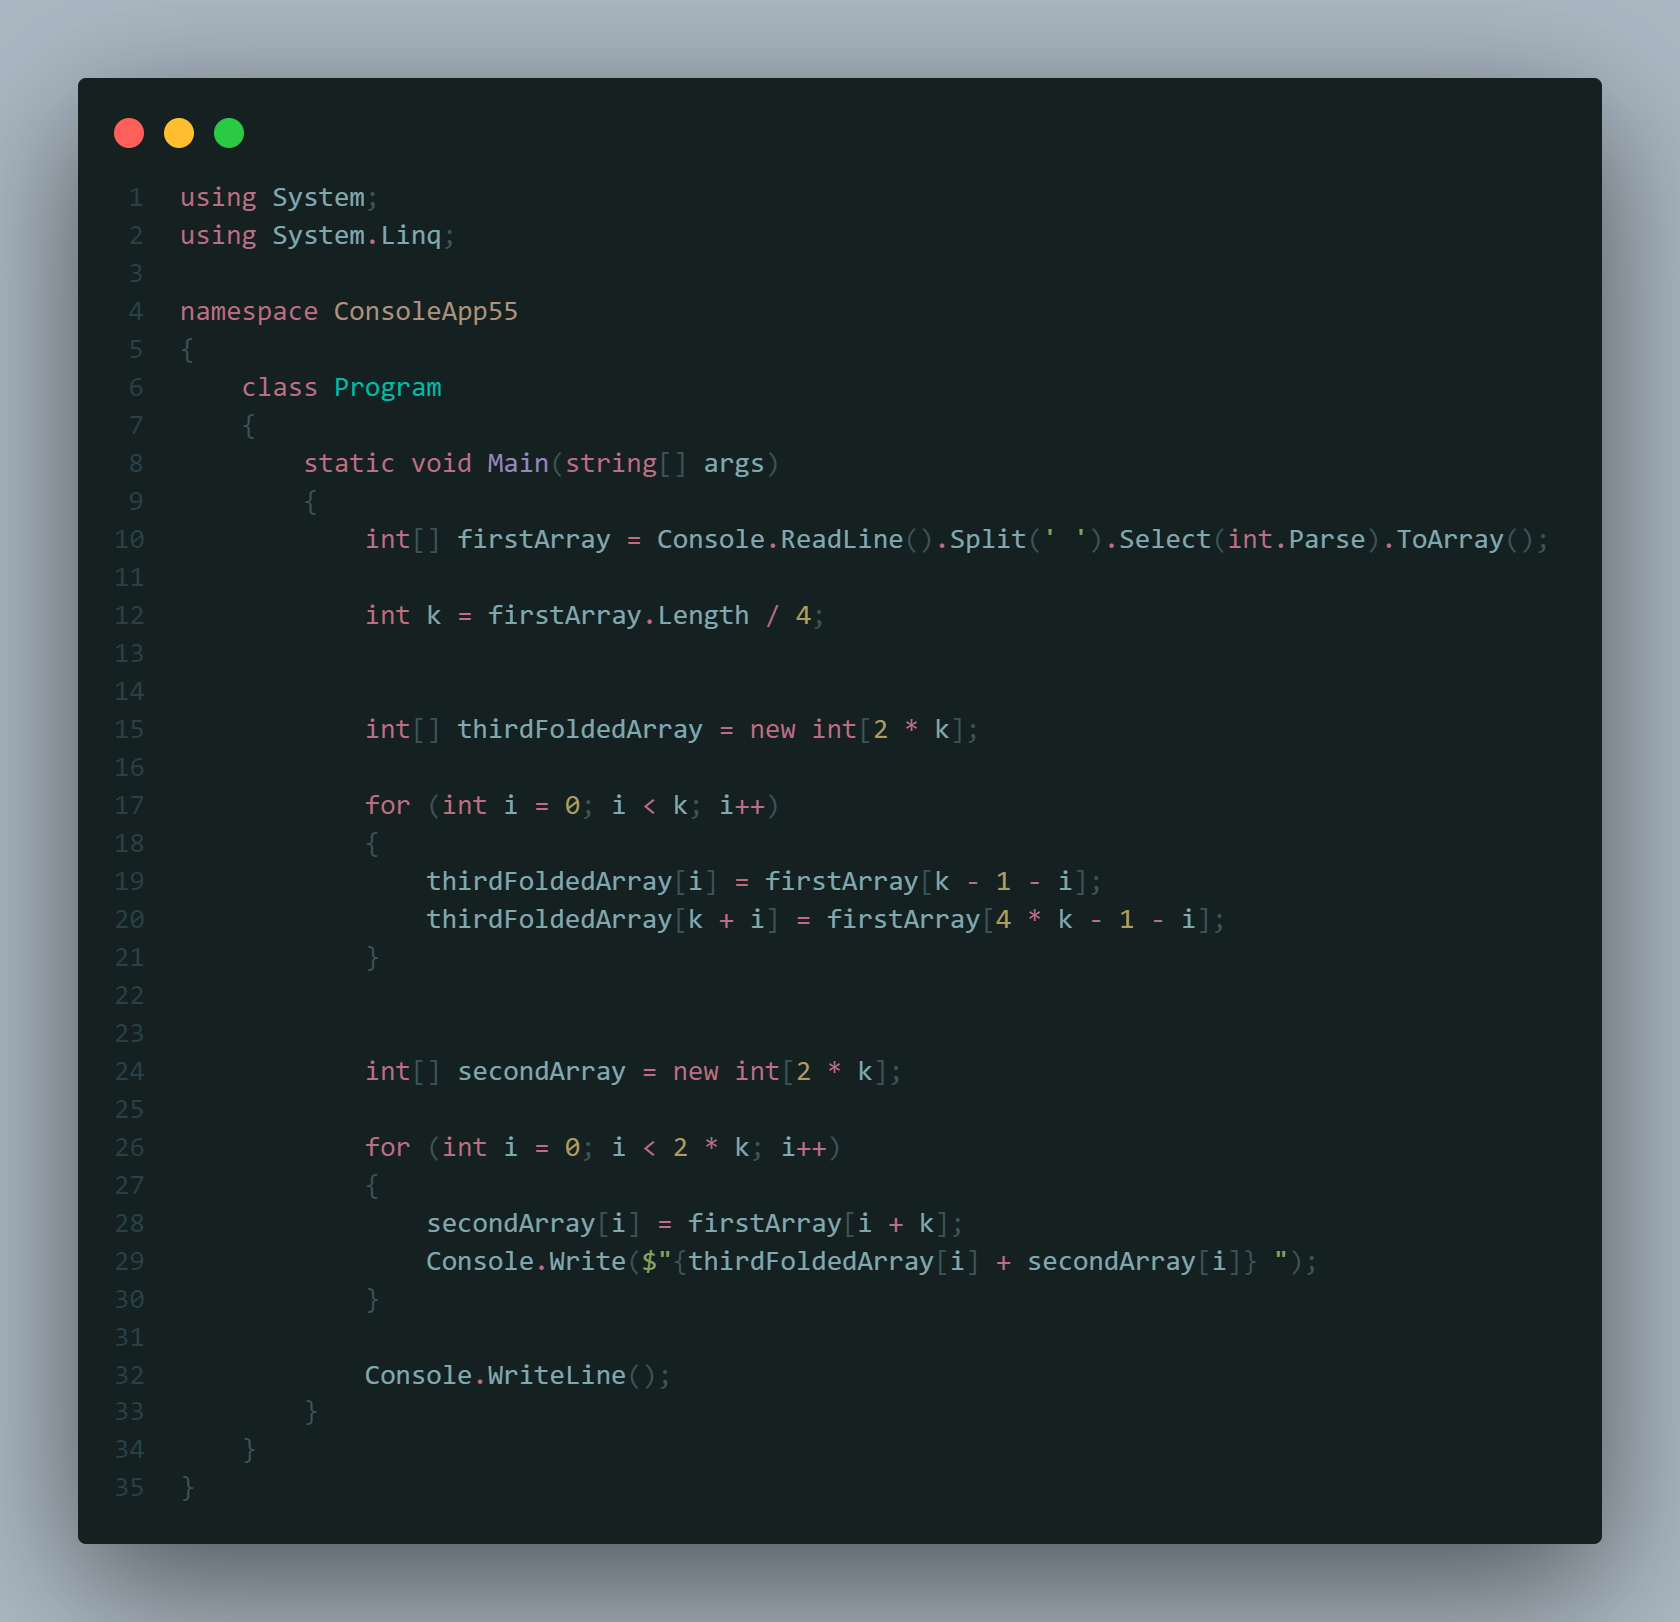 1 using System;
2 using System.Linq;
3
4 namespace ConsoleApp55
5 {
6     class Program
7     {
8         static void Main(string[] args)
9         {
10             int[] firstArray = Console.ReadLine().Split(' ').Select(int.Parse).ToArray();
11
12             int k = firstArray.Length / 4;
13
14
15             int[] thirdFoldedArray = new int[2 * k];
16
17             for (int i = 0; i < k; i++)
18             {
19                 thirdFoldedArray[i] = firstArray[k - 1 - i];
20                 thirdFoldedArray[k + i] = firstArray[4 * k - 1 - i];
21             }
22
23
24             int[] secondArray = new int[2 * k];
25
26             for (int i = 0; i < 2 * k; i++)
27             {
28                 secondArray[i] = firstArray[i + k];
29                 Console.Write($"{thirdFoldedArray[i] + secondArray[i]} ");
30             }
31
32             Console.WriteLine();
33         }
34     }
35 }